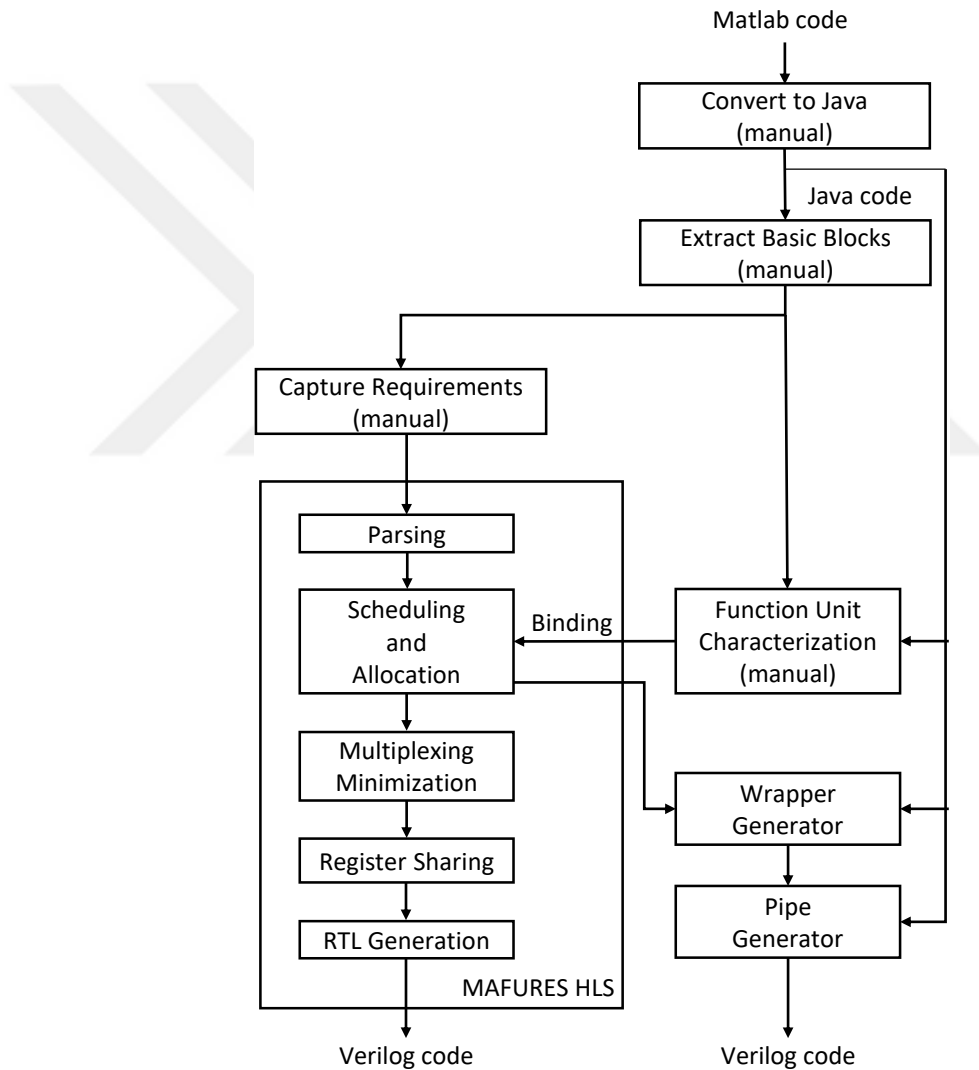 Matlab code
Convert to Java
(manual)
Java code
Extract Basic Blocks
(manual)
Capture Requirements
(manual)
Parsing
Scheduling
and
Allocation
Binding
Function Unit
Characterization
(manual)
Multiplexing
Minimization
Wrapper
Generator
Register Sharing
Pipe
Generator
RTL Generation
MAFURES HLS
Verilog code
Verilog code